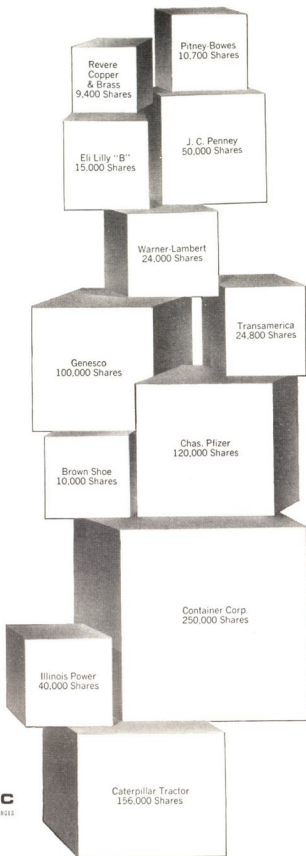 Pitney-Bowes
10,700 Shares
Revere
Copper
& Brass
9,400 Shares
J. C. Penney
50,000 Shares
Eli Lilly "B"
15,000 Shares
Warner-Lambert
24,000 Shares
Transamerica
24,800 Shares
Genesco
100,000 Shares
Chas. Pfizer
120,000 Shares
Brown Shoe
10,000 Shares
Container Corp.
250,000 Shares
Illinois Power
40,000 Shares
Caterpillar Tractor
156,000 Shares
C